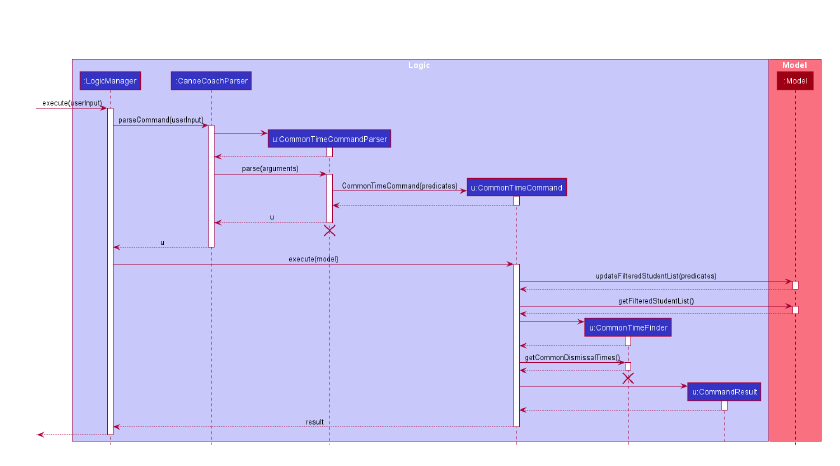 Logic
Model
:LogicManager
:CanoeCoachParser
:Model
execute(userInput)
parseCommand(userInput)
u:CommonTimeCommandParser
parse(arguments)
CommonTimeCommand(predicates)
u:CommonTimeCommand
u
u
execute(model)
updateFilteredStudentList(predicates)
getFilteredStudentList()
u:CommonTimeFinder
getCommonDismissalTimes()
u:CommandResult
result